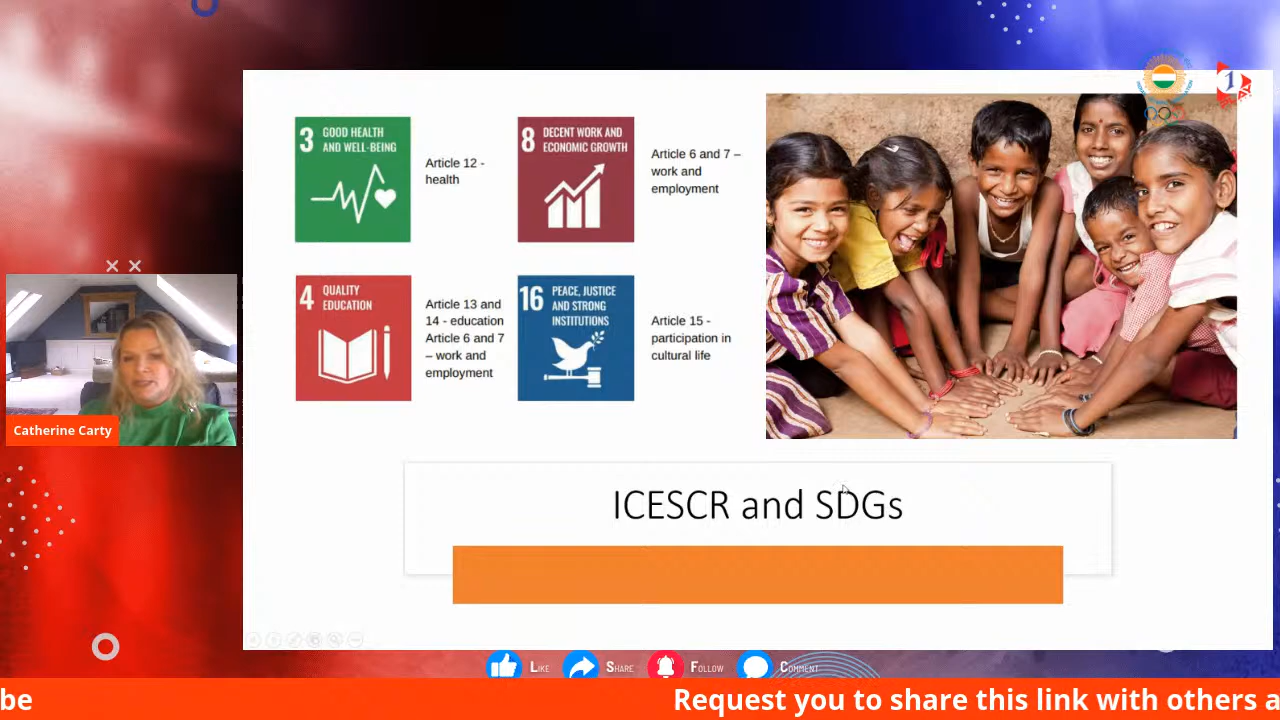 3 GOOD HEALTH
AND WELL-BEING
Article 12 -
health
8 DECENT WORK AND
ECONOMIC GROWTH
Article 6 and 7 –
work and
employment
4 QUALITY
EDUCATION
Article 13 and
14 - education
Article 6 and 7
– work and
employment
16 PEACE, JUSTICE
AND STRONG
INSTITUTIONS
Article 15 -
participation in
cultural life
1
Catherine Carty
ICESCR and SDGs
LIKE
SHARE
FOLLOW
COMMENT
be
Request you to share this link with others a